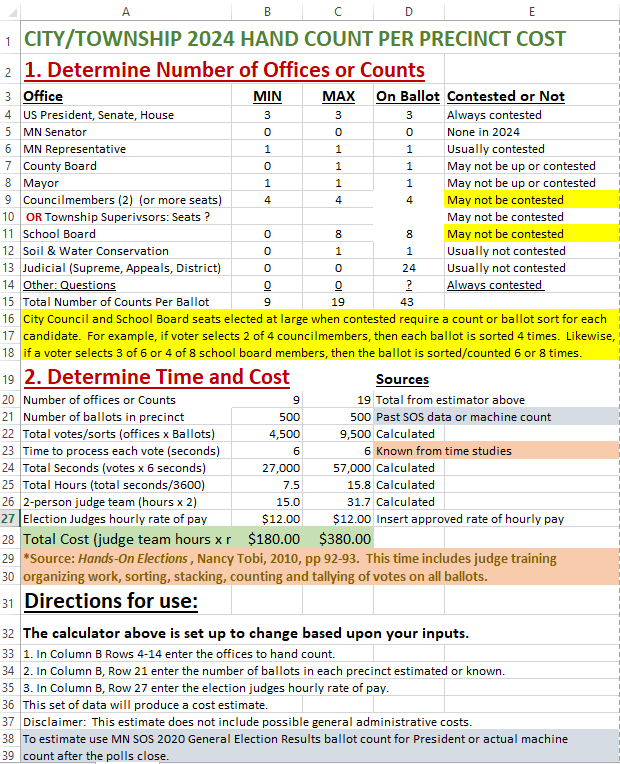 A B C D E
1 CITY/TOWNSHIP 2024 HAND COUNT PER PRECINCT COST
2 1. Determine Number of Offices or Counts
3 Office MIN MAX On Ballot Contested or Not
4 US President, Senate, House 3 3 3 Always contested
5 MN Senator 0 0 0 None in 2024
6 MN Representative 1 1 1 Usually contested
7 County Board 0 1 1 May not be up or contested
8 Mayor 1 1 1 May not be up or contested
9 Councilmembers (2) (or more seats) 4 4 4 May not be contested
10 OR Township Superivsors: Seats ? May not be contested
11 School Board 0 8 8 May not be contested
12 Soil & Water Conservation 0 1 1 Usually not contested
13 Judicial (Supreme, Appeals, District) 0 0 24 Usually not contested
14 Other: Questions 0 0 ? Always contested
15 Total Number of Counts Per Ballot 9 19 43
16 City Council and School Board seats elected at large when contested require a count or ballot sort for each
17 candidate. For example, if voter selects 2 of 4 councilmembers, then each ballot is sorted 4 times. Likewise,
18 if a voter selects 3 of 6 or 4 of 8 school board members, then the ballot is sorted/counted 6 or 8 times.
19 2. Determine Time and Cost Sources
20 Number of offices or Counts 9 19 Total from estimator above
21 Number of ballots in precinct 500 500 Past SOS data or machine count
22 Total votes/sorts (offices x Ballots) 4,500 9,500 Calculated
23 Time to process each vote (seconds) 6 6 Known from time studies
24 Total Seconds (votes x 6 seconds) 27,000 57,000 Calculated
25 Total Hours (total seconds/3600) 7.5 15.8 Calculated
26 2-person judge team (hours x 2) 15.0 31.7 Calculated
27 Election Judges hourly rate of pay $12.00 $12.00 Insert approved rate of hourly pay
28 Total Cost (judge team hours x r $180.00 $380.00
29 *Source: Hands-On Elections, Nancy Tobi, 2010, pp 92-93. This time includes judge training
30 organizing work, sorting, stacking, counting and tallying of votes on all ballots.
31 Directions for use:
32 The calculator above is set up to change based upon your inputs.
33 1. In Column B Rows 4-14 enter the offices to hand count.
34 2. In Column B, Row 21 enter the number of ballots in each precinct estimated or known.
35 3. In Column B, Row 27 enter the election judges hourly rate of pay.
36 This set of data will produce a cost estimate.
37 Disclaimer: This estimate does not include possible general administrative costs.
38 To estimate use MN SOS 2020 General Election Results ballot count for President or actual machine
39 count after the polls close.